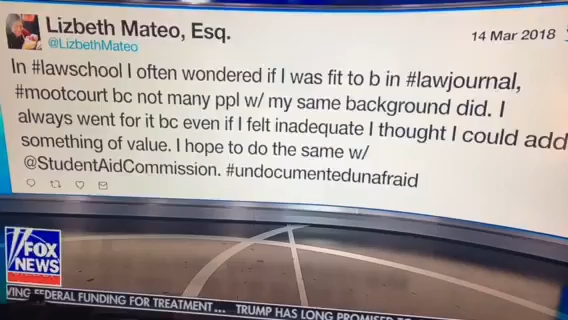 Lizbeth Mateo, Esq.
@LizbethMateo
14 Mar 2018
In #lawschool I often wondered if I was fit to b in #lawjournal,
#mootcourt bc not many ppl w/ my same background did. I
always went for it bc even if I felt inadequate I thought I could add
something of value. I hope to do the same w/
@StudentAidCommission. #undocumentedunafraid
FOX
NEWS
FEDERAL FUNDING FOR TREATMENT... TRUMP HAS LONG PROMISED